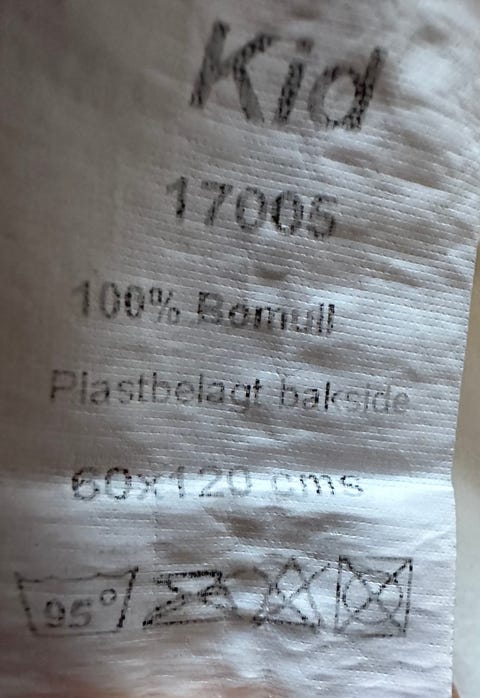 Kid
17005
100% Bomull
Plastbelagt bakside
60x120 cms
95°